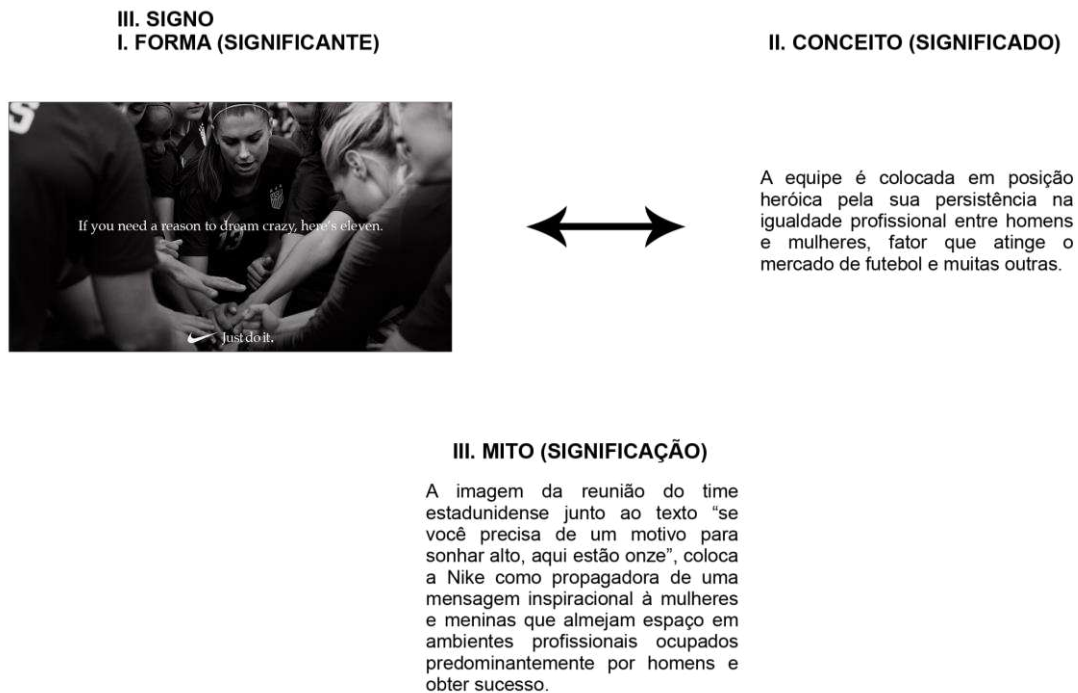 III. SIGNO
I. FORMA (SIGNIFICANTE)
II. CONCEITO (SIGNIFICADO)
S
If you need a reason to dream crazy, here's eleven.
Just do it.
A equipe é colocada em posição
heróica pela sua persistência na
igualdade profissional entre homens
e mulheres, fator que atinge o
mercado de futebol e muitas outras.
III. MITO (SIGNIFICAÇÃO)
A imagem da reunião do time
estadunidense junto ao texto “se
você precisa de um motivo para
sonhar alto, aqui estão onze”, coloca
a Nike como propagadora de uma
mensagem inspiracional à mulheres
e meninas que almejam espaço em
ambientes profissionais ocupados
predominantemente por homens e
obter sucesso.